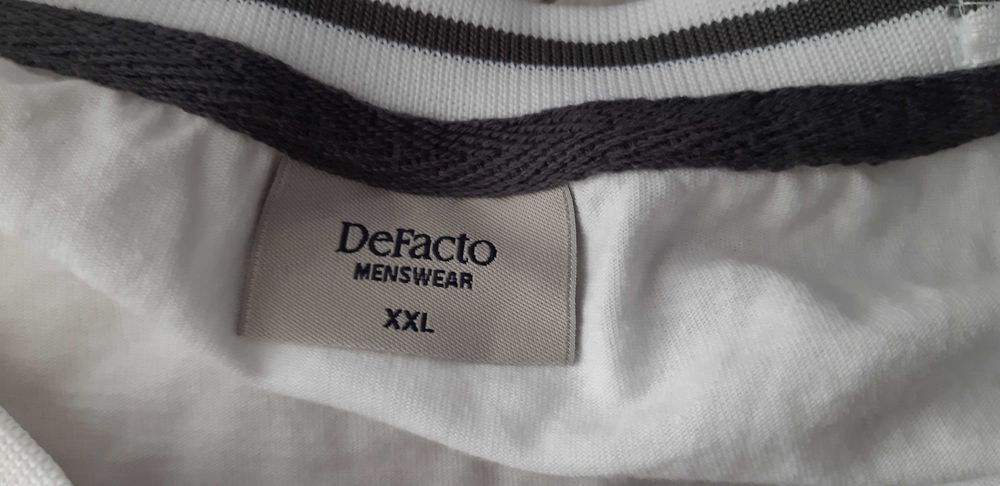 DeFacto
MENSWEAR
XXL